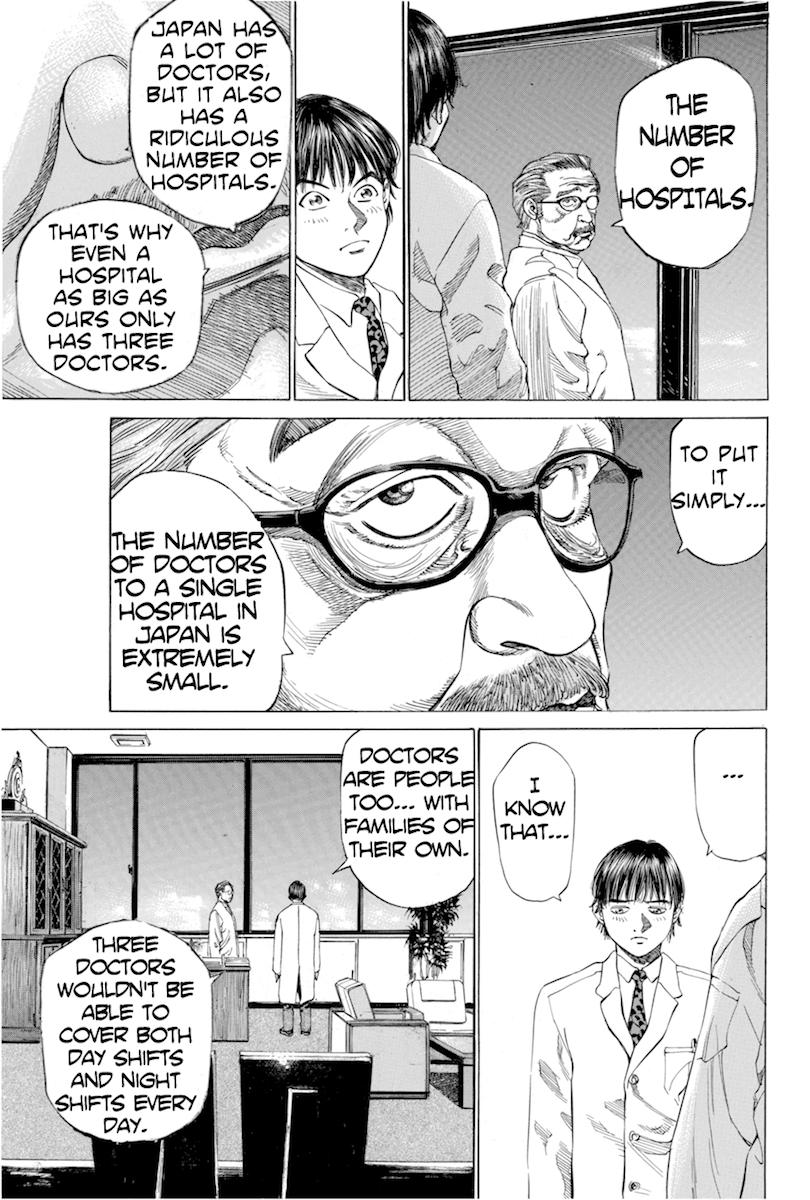 THE
NUMBER
OF
HOSPITALS.
JAPAN HAS
A LOT OF
DOCTORS,
BUT IT ALSO
HAS A
RIDICULOUS
NUMBER OF
HOSPITALS.
THAT'S WHY
EVEN A
HOSPITAL
AS BIG AS
OURS ONLY
HAS THREE
DOCTORS.
TO PUT
IT
SIMPLY...
THE NUMBER
OF DOCTORS
TO A SINGLE
HOSPITAL IN
JAPAN IS
EXTREMELY
SMALL.
...
I
KNOW
THAT...
DOCTORS
ARE PEOPLE
TOO... WITH
FAMILIES OF
THEIR OWN.
THREE
DOCTORS
WOULDN'T BE
ABLE TO
COVER BOTH
DAY SHIFTS
AND NIGHT
SHIFTS EVERY
DAY.